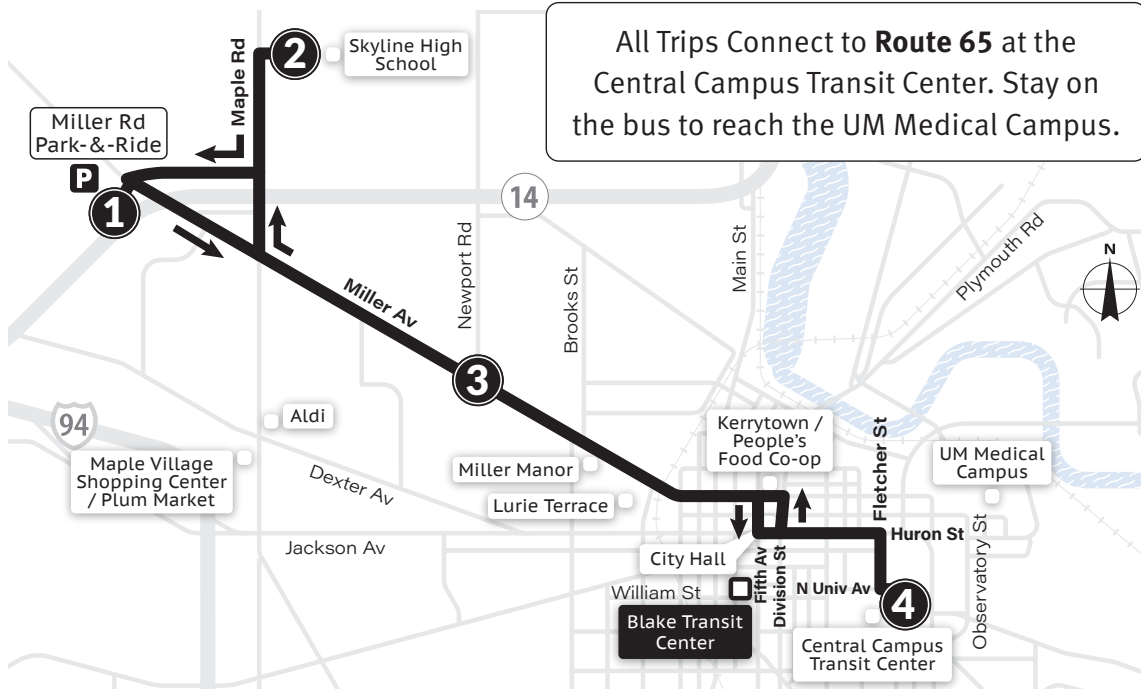 All Trips Connect to Route 65 at the
Central Campus Transit Center. Stay on
the bus to reach the UM Medical Campus.
Maple Rd
2
Skyline High
School
Miller Rd
Park-&-Ride
P
1
14
Newport Rd
Main St
Plymouth Rd
N
Miller Av
Brooks St
3
94
Aldi
Maple Village
Shopping Center
/ Plum Market
Dexter Av
Miller Manor
Lurie Terrace
Kerrytown /
People's
Food Co-op
Fletcher St
UM Medical
Campus
Jackson Av
City Hall
Huron St
Fifth Av
Division St
Observatory St
William St
N Univ Av
4
Blake Transit
Center
Central Campus
Transit Center